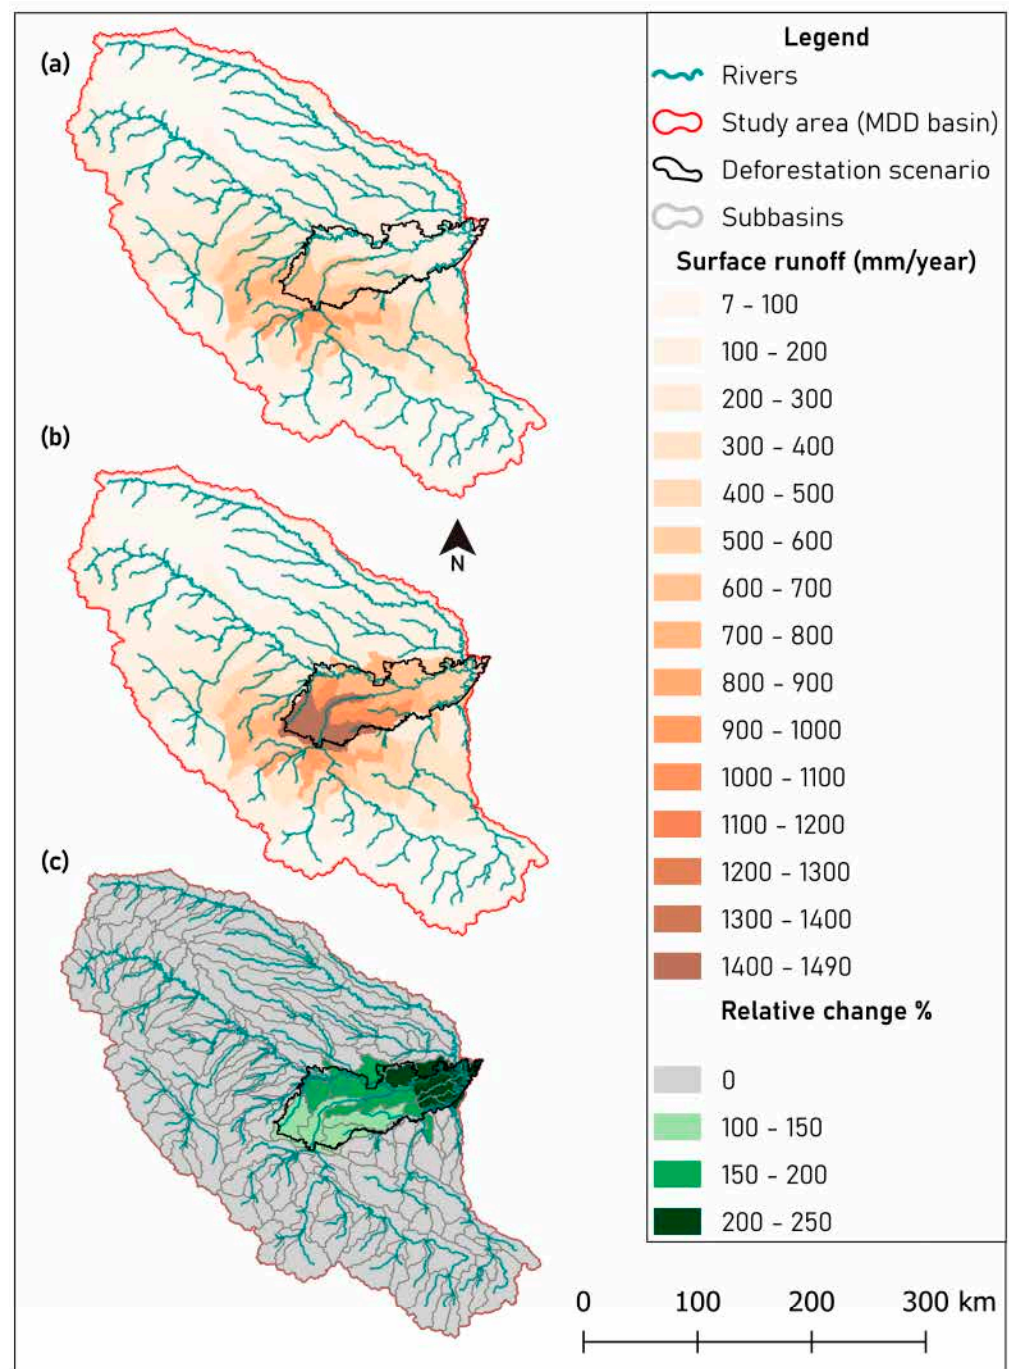 (a)
(b)
N
(c)
Legend
Rivers
Study area (MDD basin)
Deforestation scenario
Subbasins
Surface runoff (mm/year)
7 - 100
100 - 200
200 - 300
300 - 400
400 - 500
500 - 600
600 - 700
700 - 800
800 - 900
900 - 1000
1000 - 1100
1100 - 1200
1200 - 1300
1300 - 1400
1400 - 1490
Relative change %
0
100 - 150
150 - 200
200 - 250
0 100 200 300 km